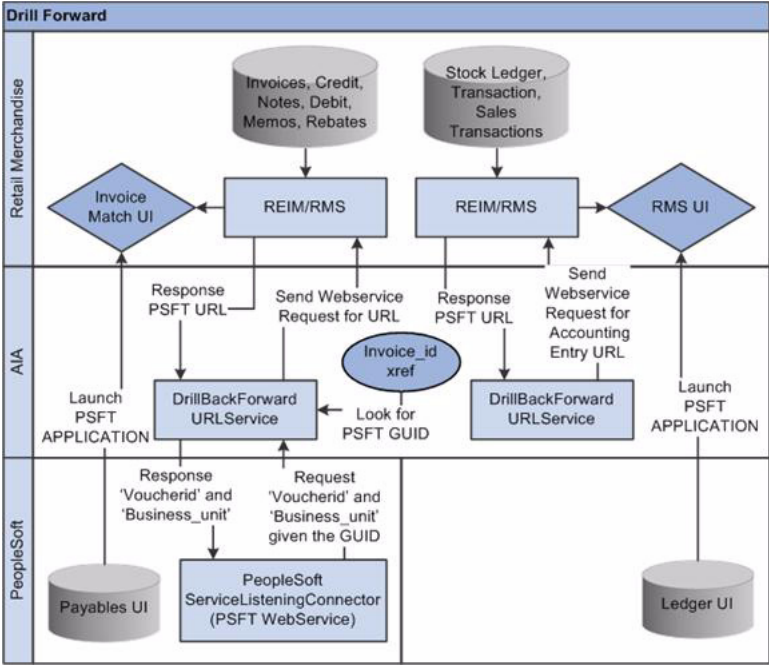 Drill Forward
Retail Merchandise
Invoices, Credit,
Notes, Debit,
Memos, Rebates
Stock Ledger,
Transaction,
Sales
Transactions
Invoice
Match UI
REIM/RMS
REIM/RMS
RMS UI
AIA
Response
PSFT URL
Send Webservice
Request for URL
Response
PSFT URL
Send
Webservice
Request for
Accounting
Entry URL
Invoice_id
xref
Launch
PSFT
APPLICATION
DrillBackForward
URLService
Look for
PSFT GUID
DrillBackForward
URLService
Launch
PSFT
APPLICATION
PeopleSoft
Response
'Voucherid' and
'Business_unit'
Request
'Voucherid' and
'Business_unit'
given the GUID
Payables UI
PeopleSoft
ServiceListeningConnector
(PSFT WebService)
Ledger UI